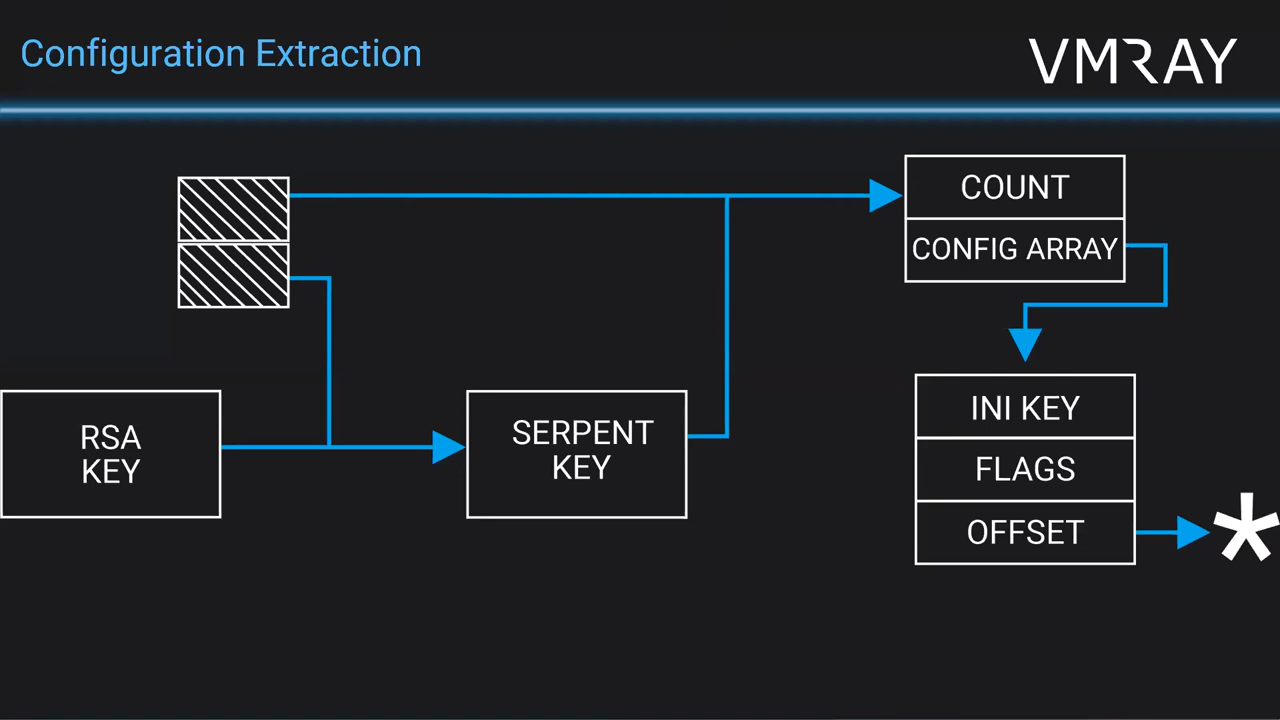 Configuration Extraction
VMRAY
COUNT
CONFIG ARRAY
INI KEY
FLAGS
OFFSET
*
RSA
KEY
SERPENT
KEY